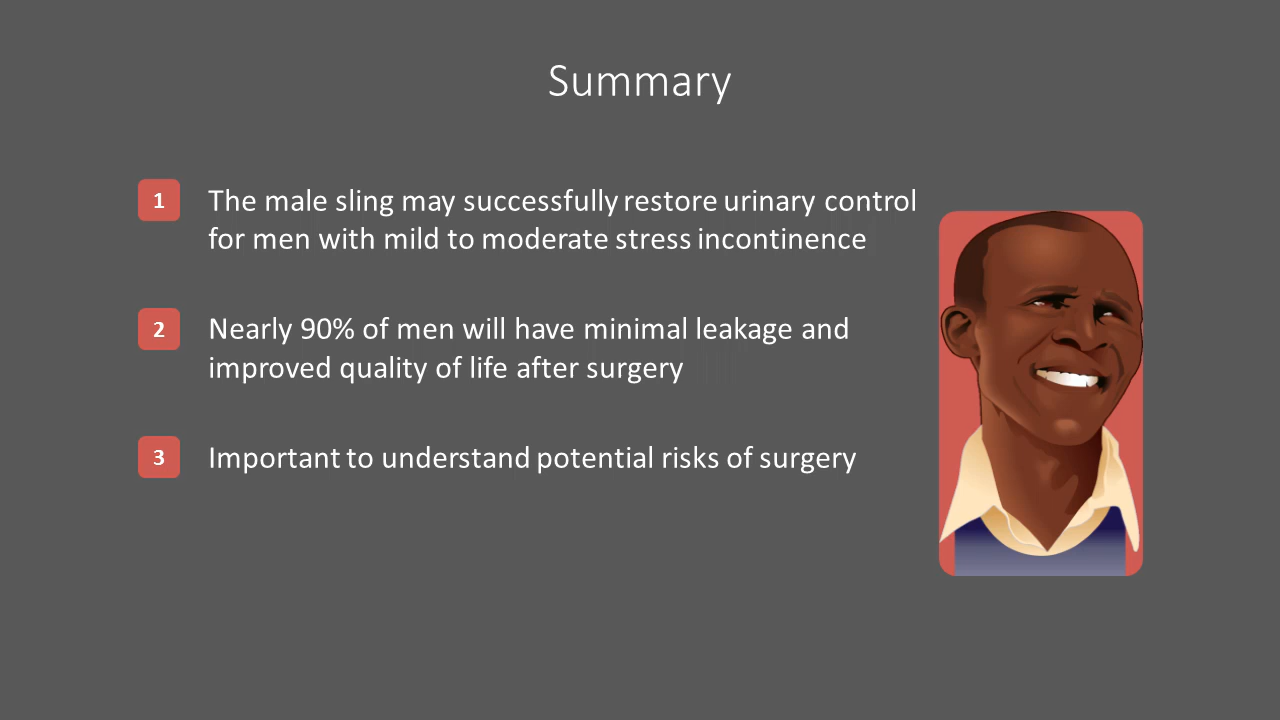 Summary
1 The male sling may successfully restore urinary control
for men with mild to moderate stress incontinence
2 Nearly 90% of men will have minimal leakage and
improved quality of life after surgery
3 Important to understand potential risks of surgery